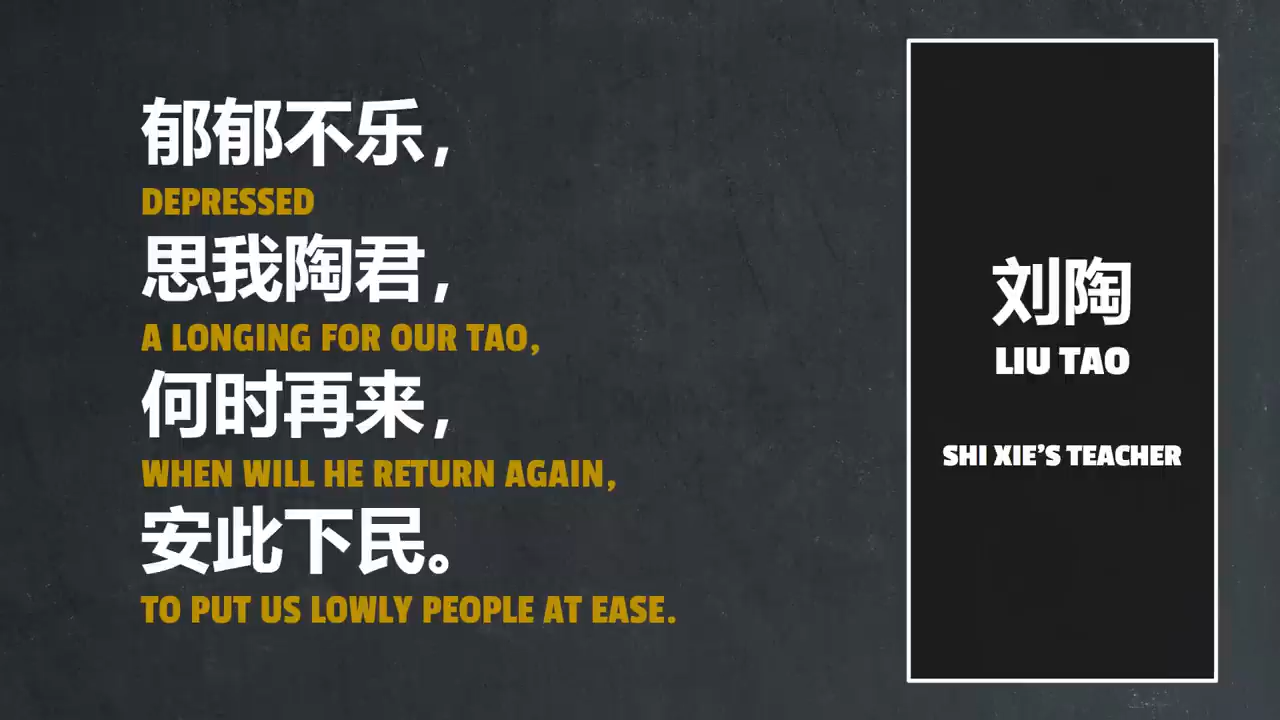 郁郁不乐，
DEPRESSED
思我陶君，
A LONGING FOR OUR TAO,
何时再来，
WHEN WILL HE RETURN AGAIN,
安此下民。
TO PUT US LOWLY PEOPLE AT EASE.
刘陶
LIU TAO
SHI XIE'S TEACHER